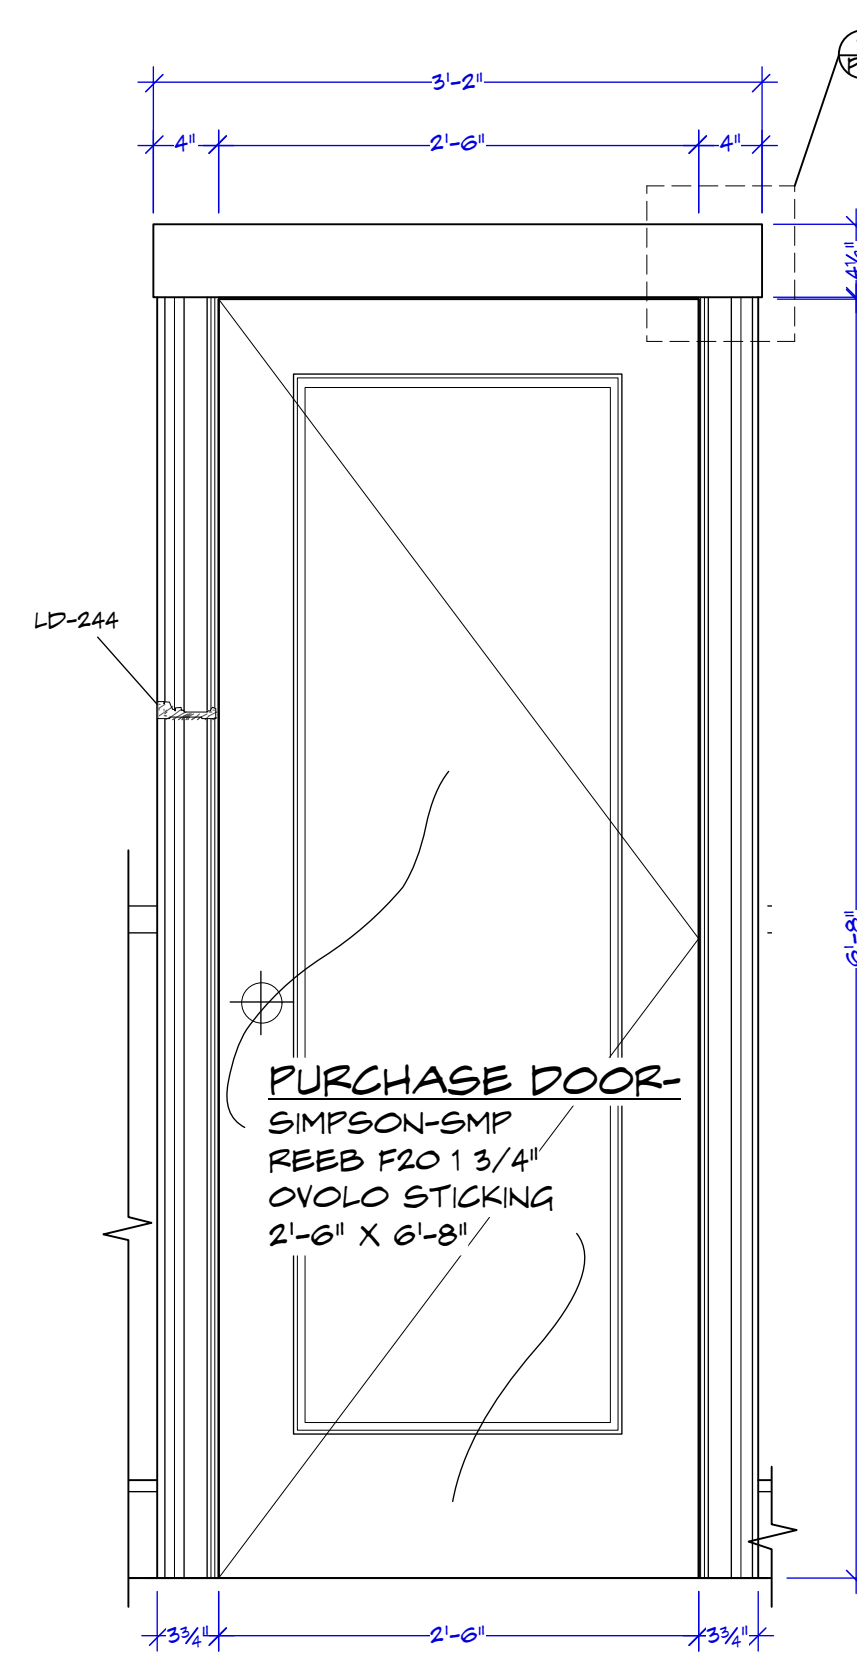 3'-2"
4" 2'-6" 4"
4½"
LD-244
6'-8"
PURCHASE DOOR-
SIMPSON-SMP
REEB F20 1 3/4"
OVOLO STICKING
2'-6" X 6'-8"
3¾" 2'-6" 3¾"